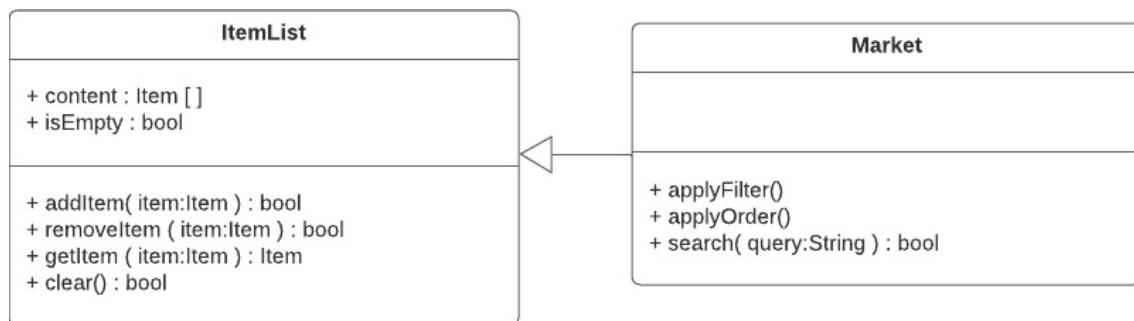 ItemList
+ content : Item [ ]
+ isEmpty : bool
+ addItem( item:Item ) : bool
+ removeItem ( item:Item ) : bool
+ getItem ( item:Item ) : Item
+ clear() : bool
Market
+ applyFilter()
+ applyOrder()
+ search( query:String ) : bool